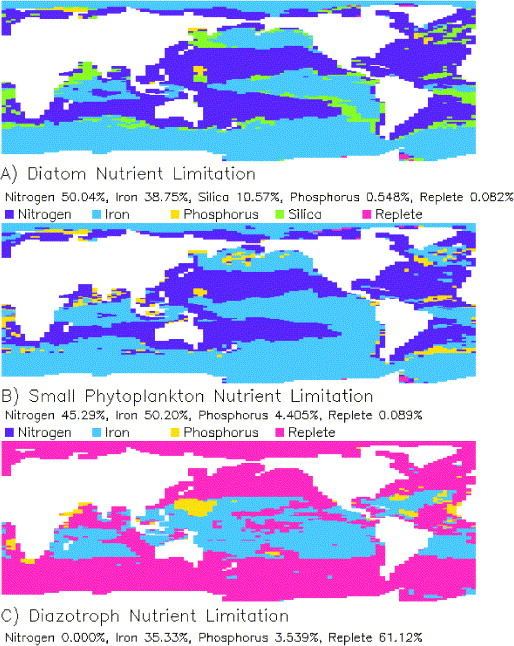 A) Diatom Nutrient Limitation
Nitrogen 50.04%, Iron 38.75%, Silica 10.57%, Phosphorus 0.548%, Replete 0.082%
Nitrogen Iron Phosphorus Silica Replete
B) Small Phytoplankton Nutrient Limitation
Nitrogen 45.29%, Iron 50.20%, Phosphorus 4.405%, Replete 0.089%
Nitrogen Iron Phosphorus Replete
C) Diazotroph Nutrient Limitation
Nitrogen 0.000%, Iron 35.33%, Phosphorus 3.539%, Replete 61.12%